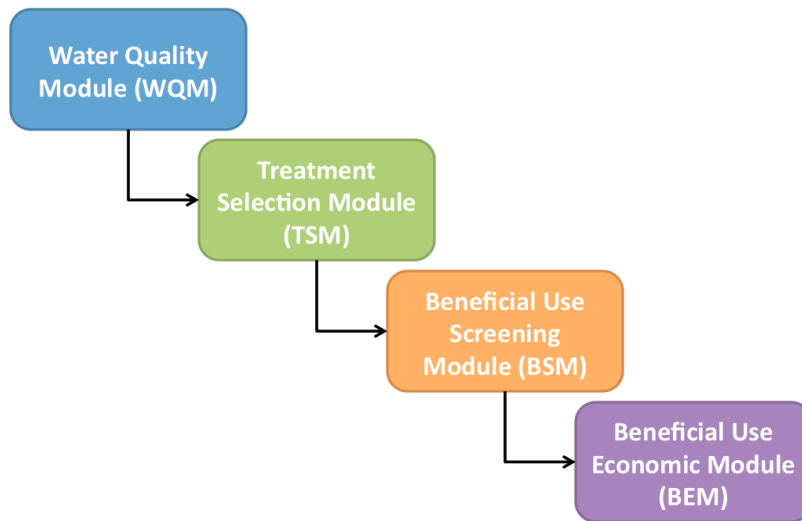 Water Quality
Module (WQM)
Treatment
Selection Module
(TSM)
Beneficial Use
Screening
Module (BSM)
Beneficial Use
Economic Module
(BEM)